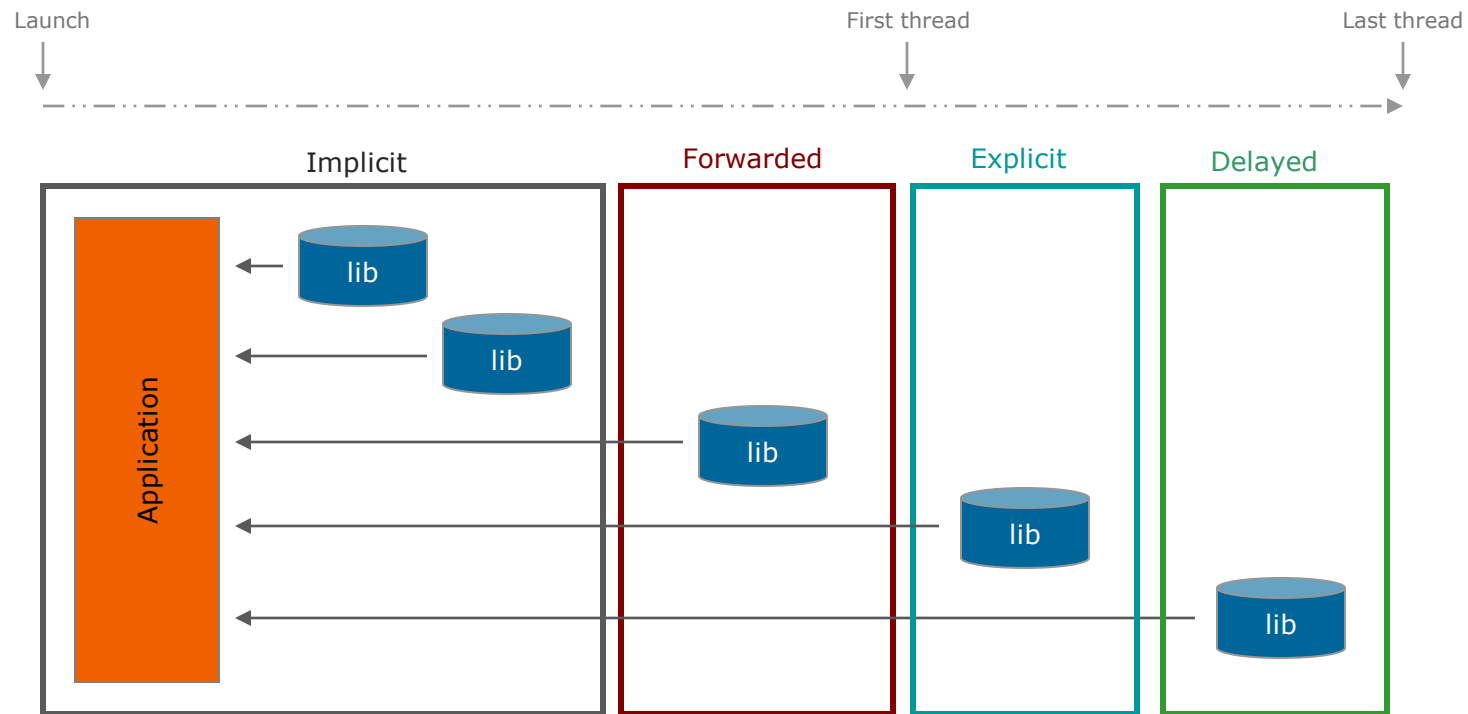 Launch
First thread
Last thread
Implicit
Forwarded
Explicit
Delayed
Application
lib
lib
lib
lib
lib